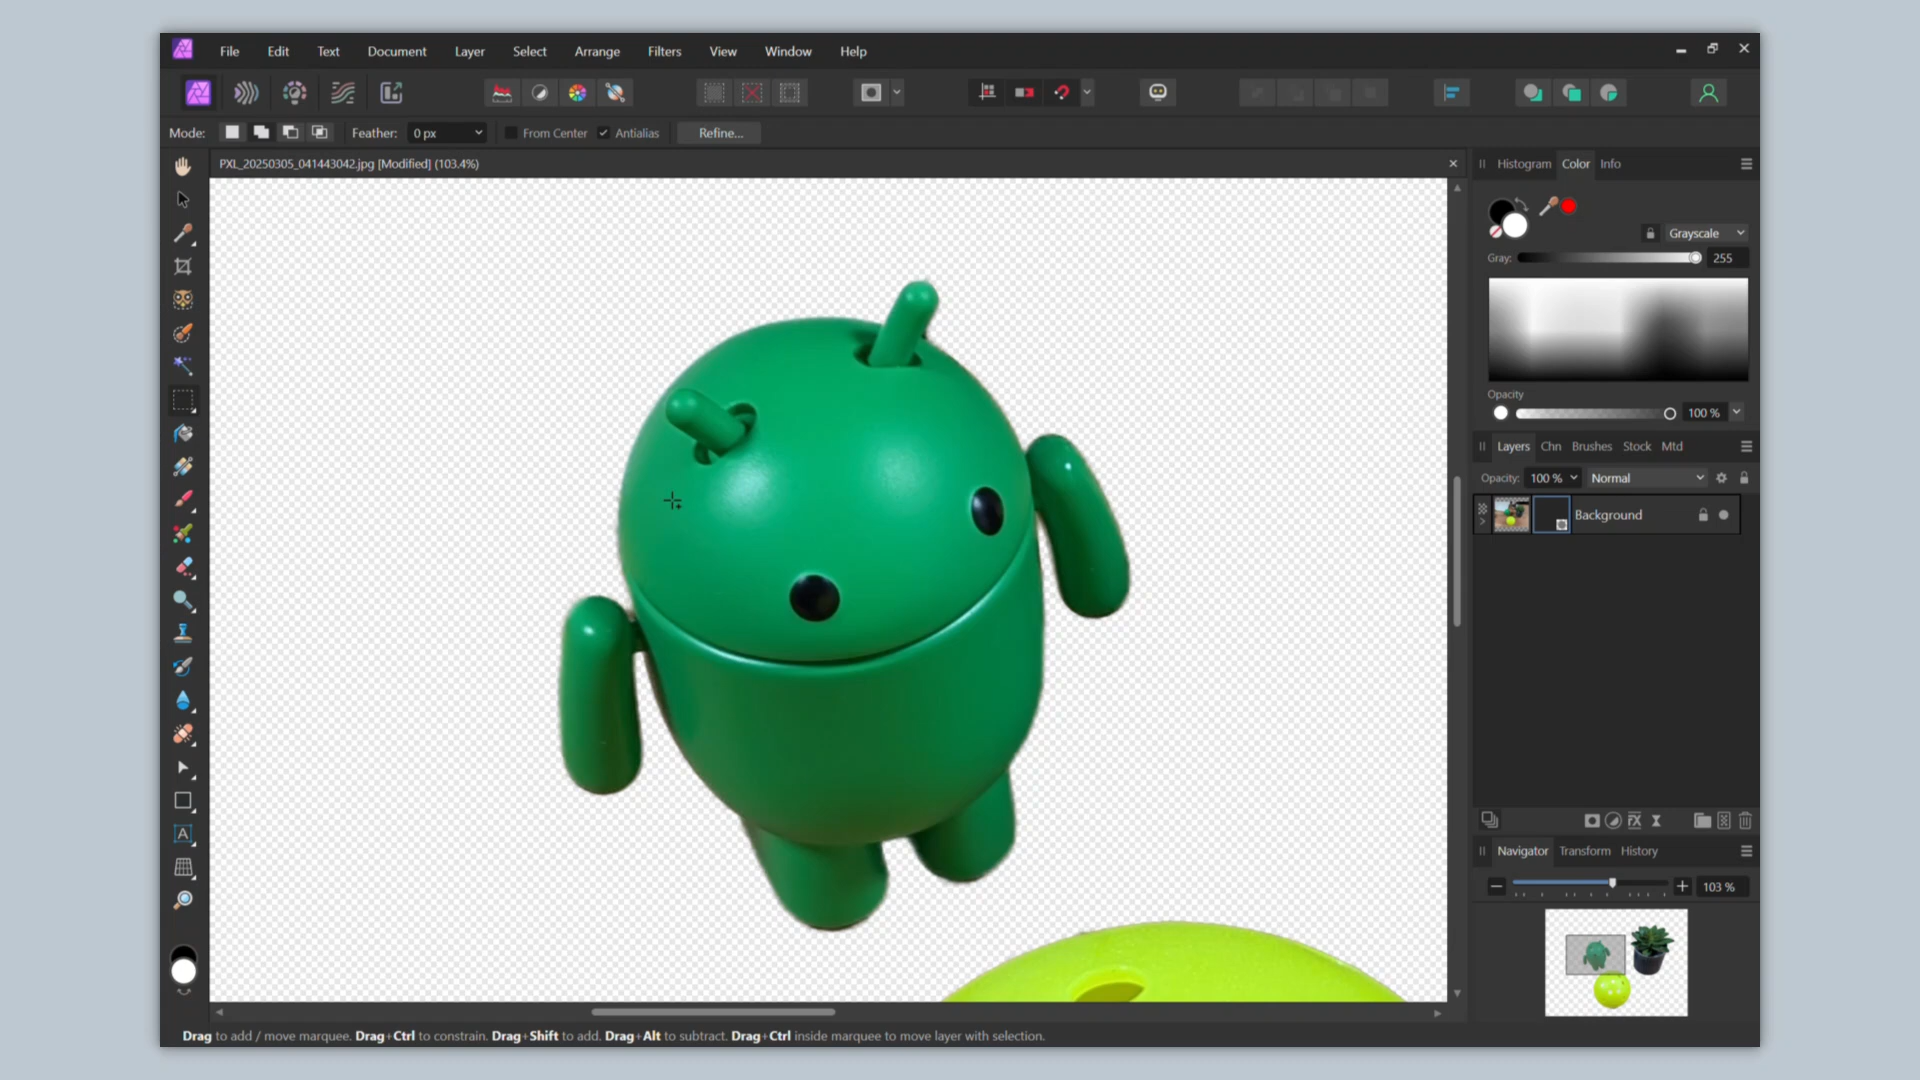 File Edit Text Document Layer Select Arrange Filters View Window Help
Mode: Feather: 0 px From Center Antialias Refine...
PXL_20250305_041443042.jpg [Modified] (103.4%)
Histogram Color Info
Grayscale
Gray: 255
Opacity
100 %
Layers Chn Brushes Stock Mtd
Opacity: 100 % Normal
Background
FX
A
Navigator Transform History
103 %
Drag to add / move marquee. Drag+Ctrl to constrain. Drag+Shift to add. Drag+Alt to subtract. Drag+Ctrl inside marquee to move layer with selection.